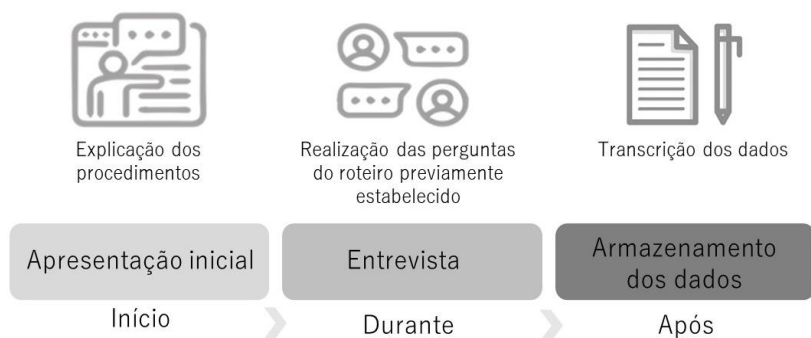 Explicação dos
procedimentos
Realização das perguntas
do roteiro previamente
estabelecido
Transcrição dos dados
Apresentação inicial
Entrevista
Armazenamento
dos dados
Início
Durante
Após